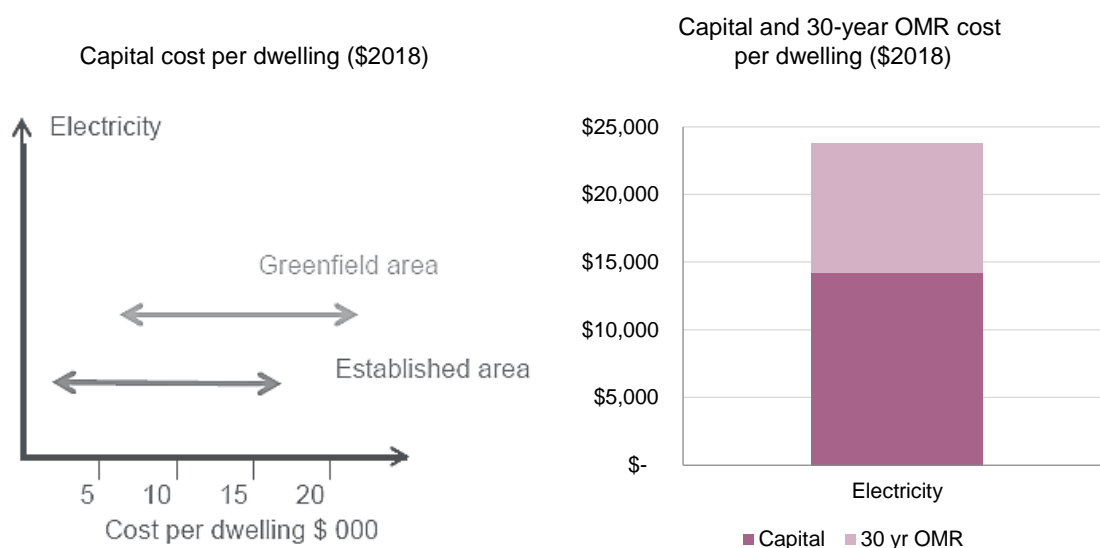 Capital cost per dwelling ($2018)
Electricity
Greenfield area
Established area
5 10 15 20
Cost per dwelling $ 000
Capital and 30-year OMR cost
per dwelling ($2018)
$25,000
$20,000
$15,000
$10,000
$5,000
$-
Electricity
Capital 30 yr OMR